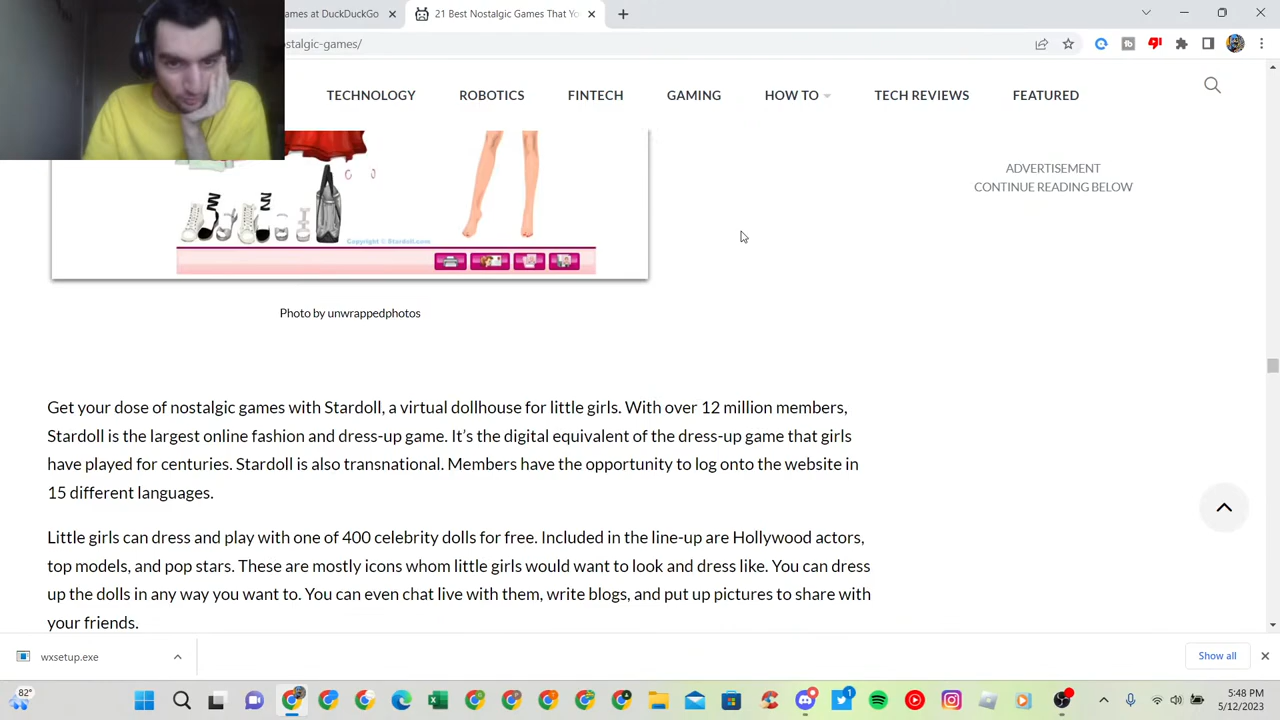 ames at DuckDuckGo
21 Best Nostalgic Games That Yo
ostalgic-games/
TECHNOLOGY
ROBOTICS
FINTECH
GAMING
HOW TO
TECH REVIEWS
FEATURED
ADVERTISEMENT
CONTINUE READING BELOW
Copyright © Stardoll.com
Photo by unwrappedphotos
Get your dose of nostalgic games with Stardoll, a virtual dollhouse for little girls. With over 12 million members,
Stardoll is the largest online fashion and dress-up game. It’s the digital equivalent of the dress-up game that girls
have played for centuries. Stardoll is also transnational. Members have the opportunity to log onto the website in
15 different languages.
Little girls can dress and play with one of 400 celebrity dolls for free. Included in the line-up are Hollywood actors,
top models, and pop stars. These are mostly icons whom little girls would want to look and dress like. You can dress
up the dolls in any way you want to. You can even chat live with them, write blogs, and put up pictures to share with
your friends.
wxsetup.exe
Show all
82°
1
5:48 PM
5/12/2023